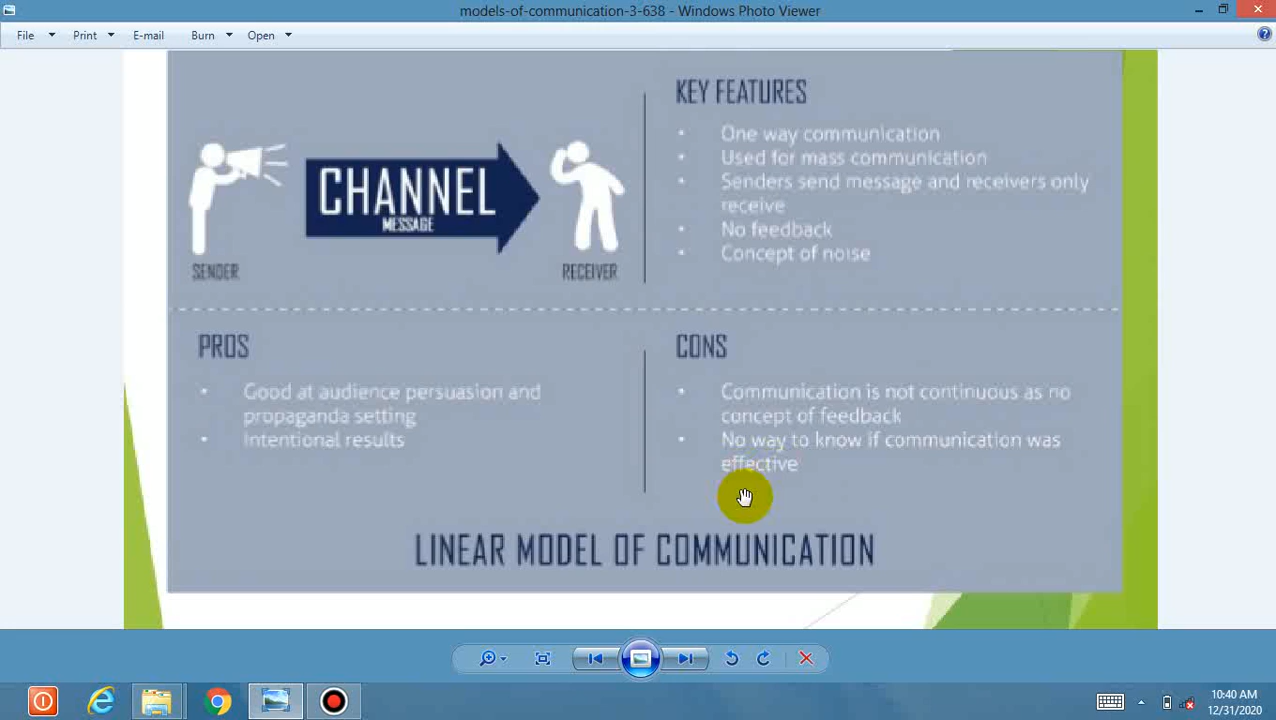 models-of-communication-3-638 - Windows Photo Viewer
File Print E-mail Burn Open
KEY FEATURES
• One way communication
• Used for mass communication
• Senders send message and receivers only
receive
• No feedback
• Concept of noise
CHANNEL
MESSAGE
SENDER
RECEIVER
PROS
• Good at audience persuasion and
propaganda setting
• Intentional results
CONS
• Communication is not continuous as no
concept of feedback
• No way to know if communication was
effective
LINEAR MODEL OF COMMUNICATION
10:40 AM
12/31/2020